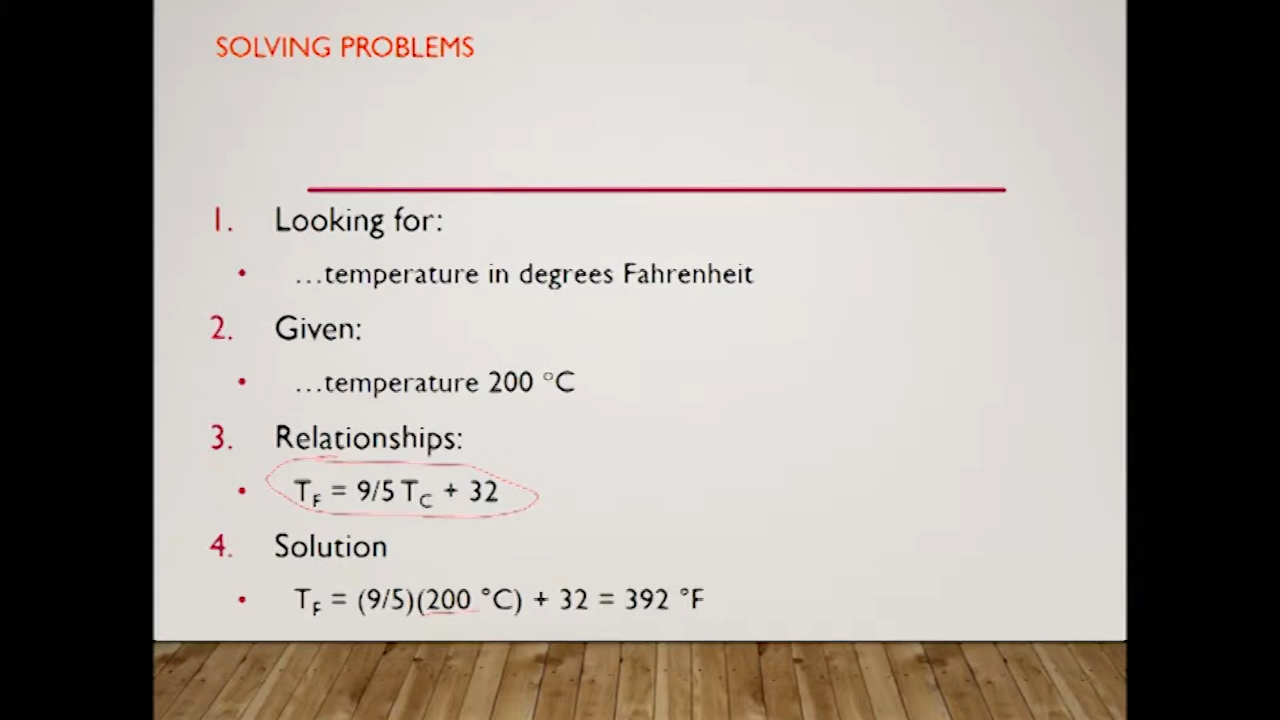 SOLVING PROBLEMS
1. Looking for:
• …temperature in degrees Fahrenheit
2. Given:
• …temperature 200 °C
3. Relationships:
• T_F = 9/5 T_C + 32
4. Solution
• T_F = (9/5)(200 °C) + 32 = 392 °F